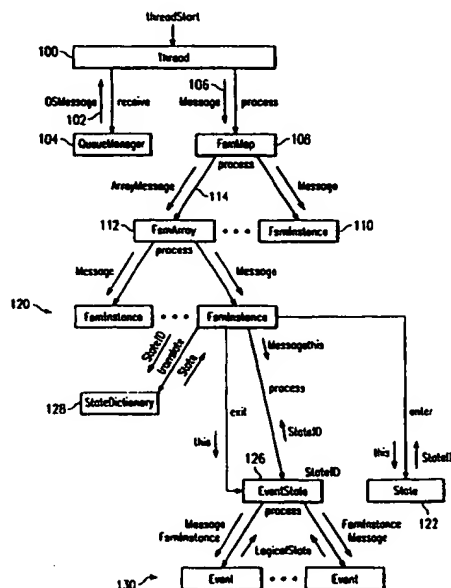 threadStart
100
Thread
OSMessage
receive
102
106
Message
process
104
QueueManager
FsmMap
108
process
ArrayMessage
114
Message
112
FsmArray
FsmInstance
110
process
Message
Message
120
FsmInstance
FsmInstance
StateID
translate
State
Messagethis
process
enter
128
StateDictionary
exit
StateID
this
this
StateID
126
StateID
EventState
State
process
122
Message
FsmInstance
FsmInstance
Message
LogicalState
130
Event
Event